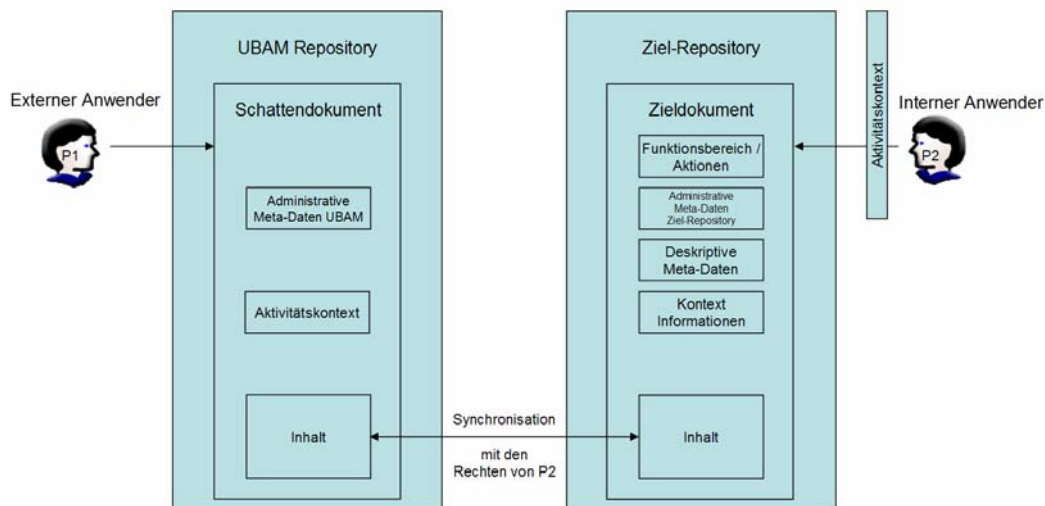 UBAM Repository
Schattendokument
Externer Anwender
P1
Administrative
Meta-Daten UBAM
Aktivitätskontext
Inhalt
Synchronisation
mit den
Rechten von P2
Ziel-Repository
Zieldokument
Funktionsbereich /
Aktionen
Administrative
Meta-Daten
Ziel-Repository
Deskriptive
Meta-Daten
Kontext
Informationen
Inhalt
Aktivitätskontext
Interner Anwender
P2